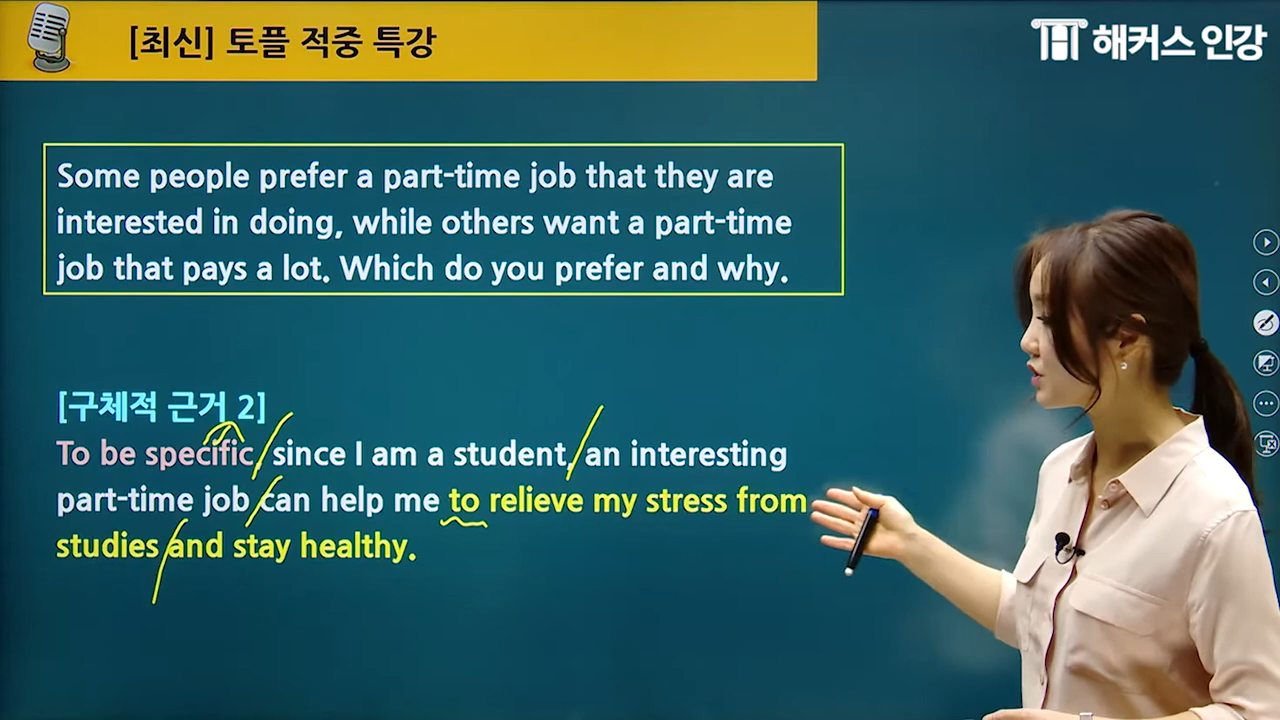 [최신] 토플 적중 특강
해커스 인강
Some people prefer a part-time job that they are
interested in doing, while others want a part-time
job that pays a lot. Which do you prefer and why.
[구체적 근거 2]
To be specific, since I am a student, an interesting
part-time job can help me to relieve my stress from
studies and stay healthy.